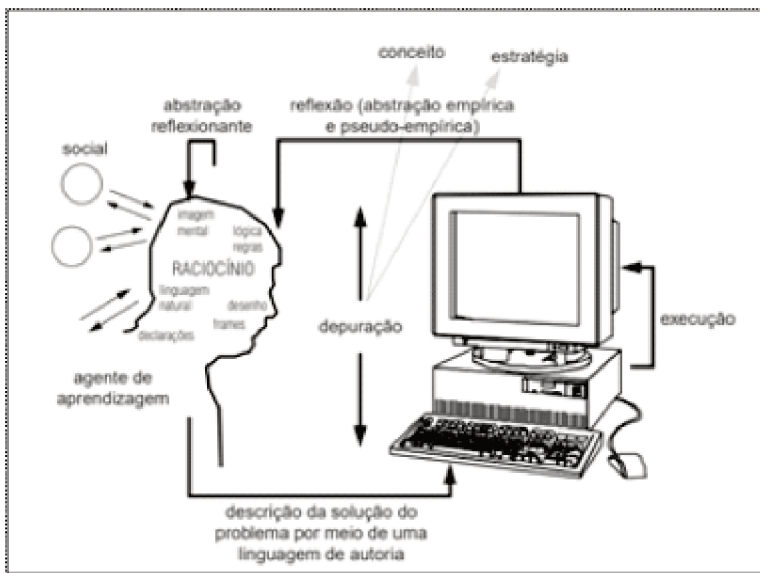 conceito
estratégia
abstração
reflexionante
reflexão (abstração empírica
e pseudo-empírica)
social
imagem
mental
lógica
regras
RACIOCÍNIO
linguagem
natural
desenho
frames
declarações
depuração
execução
agente de
aprendizagem
descrição da solução do
problema por meio de uma
linguagem de autoria